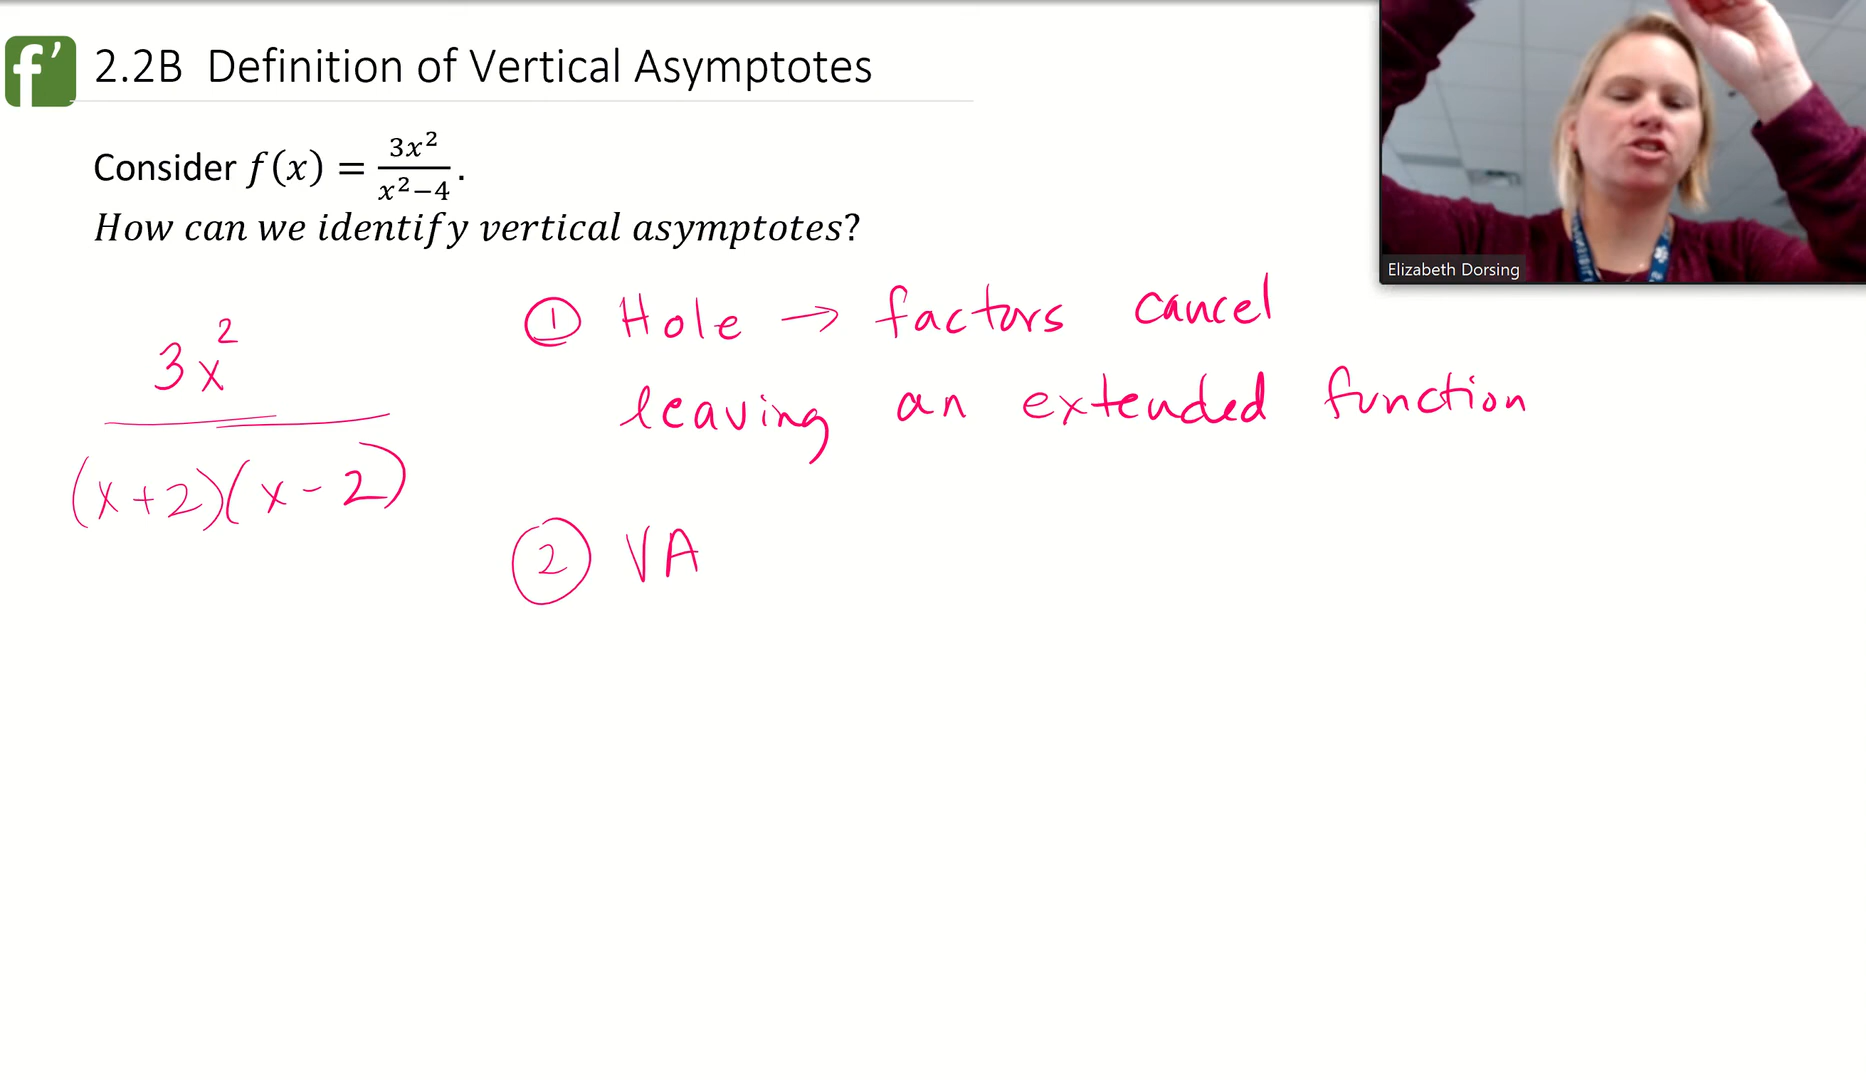 f’ 2.2B Definition of Vertical Asymptotes
Consider f(x) = 3x²/(x²−4).
How can we identify vertical asymptotes?
Elizabeth Dorsing
3x²
(x+2)(x-2)
① Hole → factors cancel
leaving an extended function
② VA